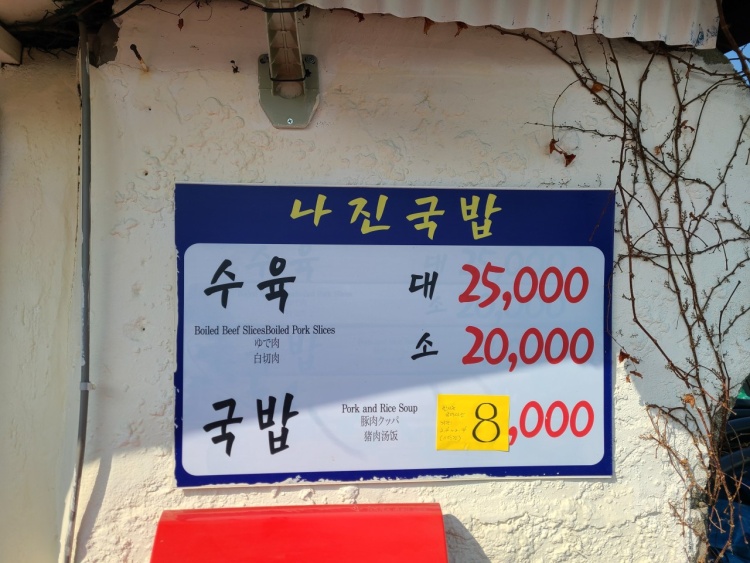 나진국밥
수육 대 25,000
Boiled Beef SlicesBoiled Pork Slices
ゆで肉
白切肉
소 20,000
국밥 8,000
Pork and Rice Soup
豚肉クッパ
猪肉汤饭